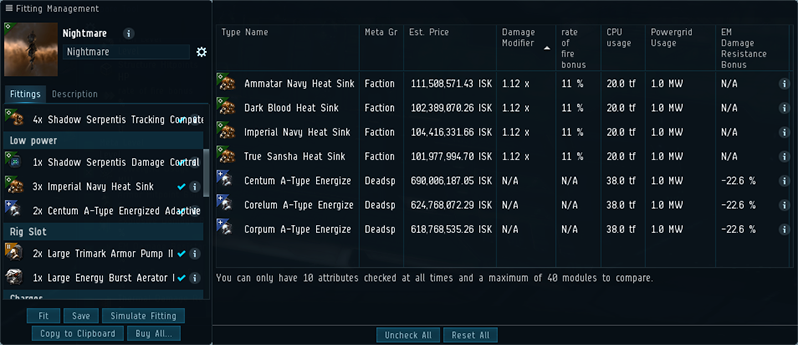 Fitting Management
Nightmare
Nightmare
Fittings Description
4x Shadow Serpentis Tracking Compute
Low power
1x Shadow Serpentis Damage Control
3x Imperial Navy Heat Sink
2x Centum A-Type Energized Adaptive
Rig Slot
2x Large Trimark Armor Pump II
1x Large Energy Burst Aerator I
Charges
Fit Save Simulate Fitting
Copy to Clipboard Buy All...
Type Name Meta Gr Est. Price Damage Modifier rate of fire bonus CPU usage Powergrid Usage EM Damage Resistance Bonus
Ammatar Navy Heat Sink Faction 111,508,571.43 ISK 1.12 x 11 % 20.0 tf 1.0 MW N/A
Dark Blood Heat Sink Faction 102,389,070.26 ISK 1.12 x 11 % 20.0 tf 1.0 MW N/A
Imperial Navy Heat Sink Faction 104,416,331.66 ISK 1.12 x 11 % 20.0 tf 1.0 MW N/A
True Sansha Heat Sink Faction 101,977,994.70 ISK 1.12 x 11 % 20.0 tf 1.0 MW N/A
Centum A-Type Energize Deadsp 690,006,187.05 ISK N/A N/A 38.0 tf 1.0 MW -22.6 %
Corelum A-Type Energize Deadsp 624,768,072.29 ISK N/A N/A 38.0 tf 1.0 MW -22.6 %
Corpum A-Type Energize Deadsp 618,768,535.26 ISK N/A N/A 38.0 tf 1.0 MW -22.6 %
You can only have 10 attributes checked at all times and a maximum of 40 modules to compare.
Uncheck All Reset All